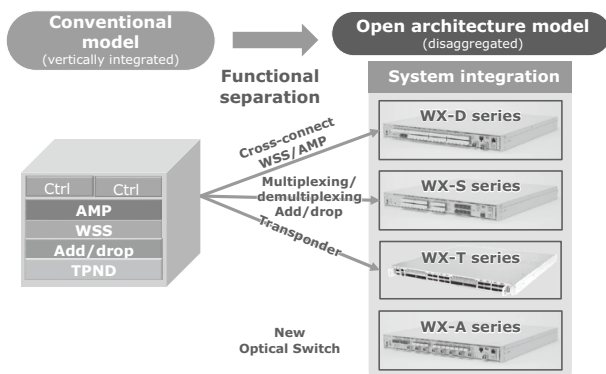 Conventional
model
(vertically integrated)
Open architecture model
(disaggregated)
Functional
separation
System integration
Ctrl Ctrl
AMP
WSS
Add/drop
TPND
Cross-connect
WSS/AMP
Multiplexing/
demultiplexing
Add/drop
Transponder
New
Optical Switch
WX-D series
WX-S series
WX-T series
WX-A series